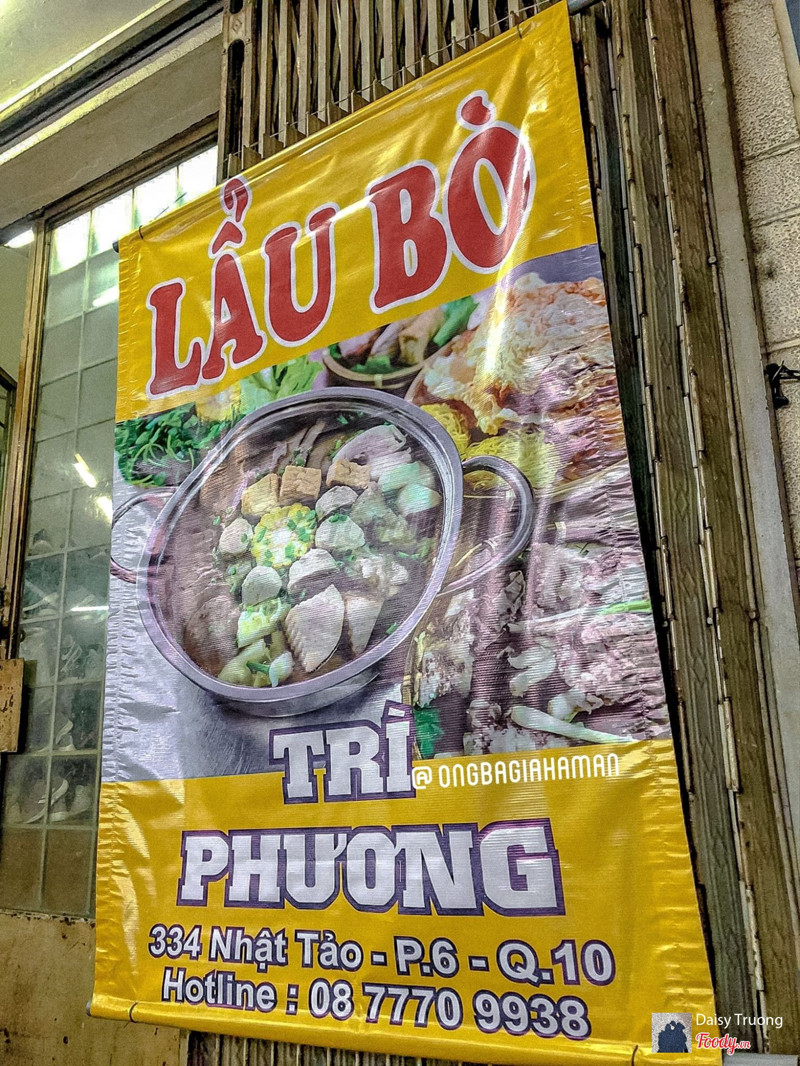 LẨU BÒ
TRÍ
@ ONGBAGIAHAMAN
PHƯƠNG
334 Nhật Tảo - P.6 - Q.10
Hotline : 08 7770 9938
Daisy Truong
Foody.vn